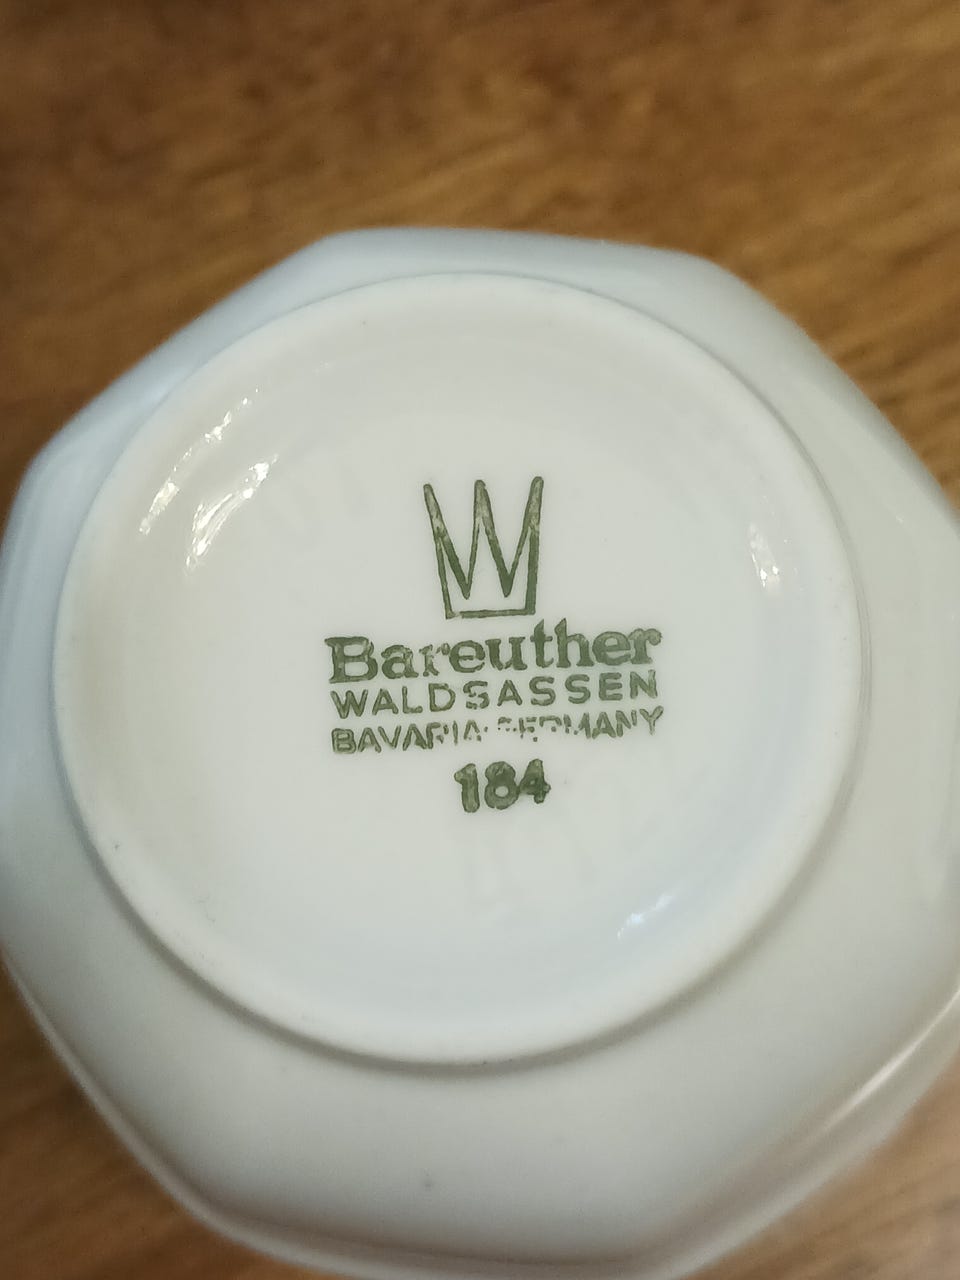 W
Bareuther
WALDSASSEN
BAVARIA·GERMANY
184